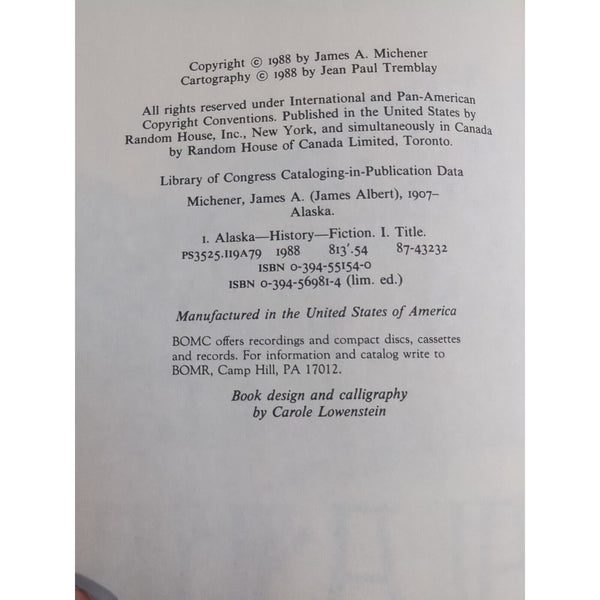 Copyright © 1988 by James A. Michener
Cartography © 1988 by Jean Paul Tremblay
All rights reserved under International and Pan-American
Copyright Conventions. Published in the United States by
Random House, Inc., New York, and simultaneously in Canada
by Random House of Canada Limited, Toronto.
Library of Congress Cataloging-in-Publication Data
Michener, James A. (James Albert), 1907–
Alaska.
1. Alaska—History—Fiction. I. Title.
PS3525.I19A79 1988 813'.54 87-43232
ISBN 0-394-55154-0
ISBN 0-394-56981-4 (lim. ed.)
Manufactured in the United States of America
BOMC offers recordings and compact discs, cassettes
and records. For information and catalog write to
BOMR, Camp Hill, PA 17012.
Book design and calligraphy
by Carole Lowenstein